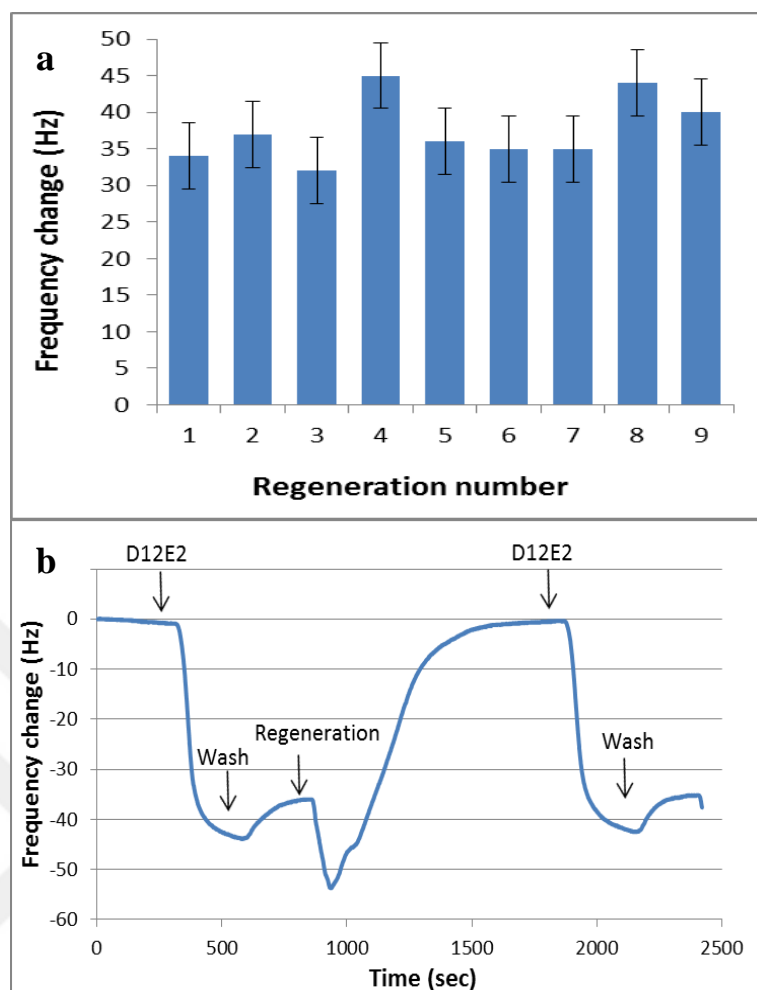 a
Frequency change (Hz)
50
45
40
35
30
25
20
15
10
5
0
1 2 3 4 5 6 7 8 9
Regeneration number
b
D12E2 D12E2
Frequency change (Hz)
0
-10
-20
-30
-40
-50
-60
Wash
Regeneration
Wash
0 500 1000 1500 2000 2500
Time (sec)